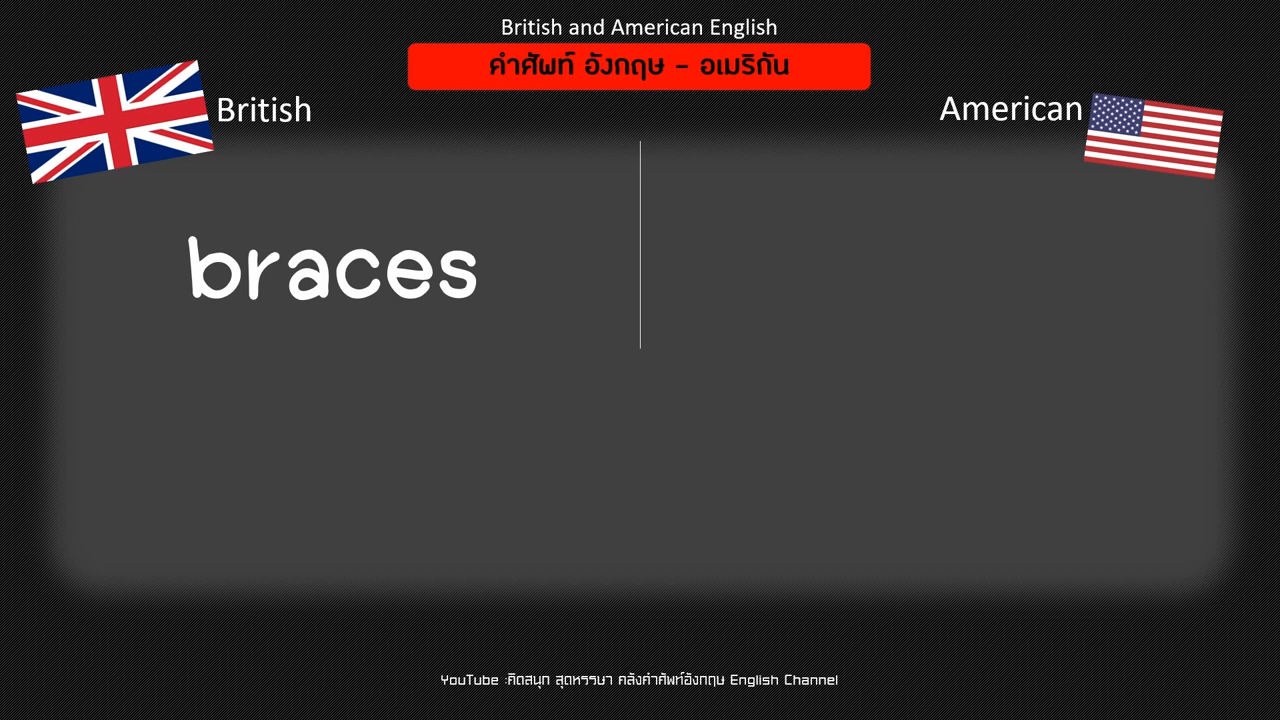 British and American English
คำศัพท์ อังกฤษ - อเมริกัน
British
American
braces
YouTube :คิดสนุก สุดหรรษา คลังคำศัพท์อังกฤษ English Channel